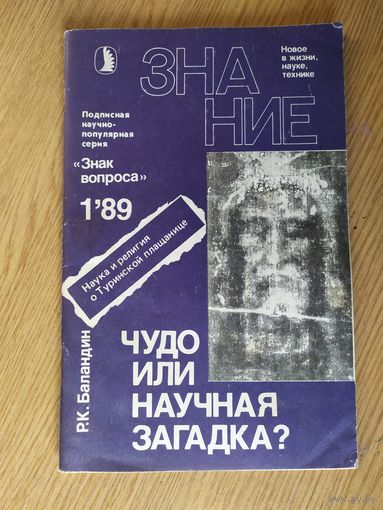 ЗНА
НИЕ
Новое
в жизни,
науке,
технике
Подписная
научно-
популярная
серия
«Знак
вопроса»
1'89
Наука и религия
о Туринской плащанице
Р.К. Баландин
ЧУДО
ИЛИ
НАУЧНАЯ
ЗАГАДКА?